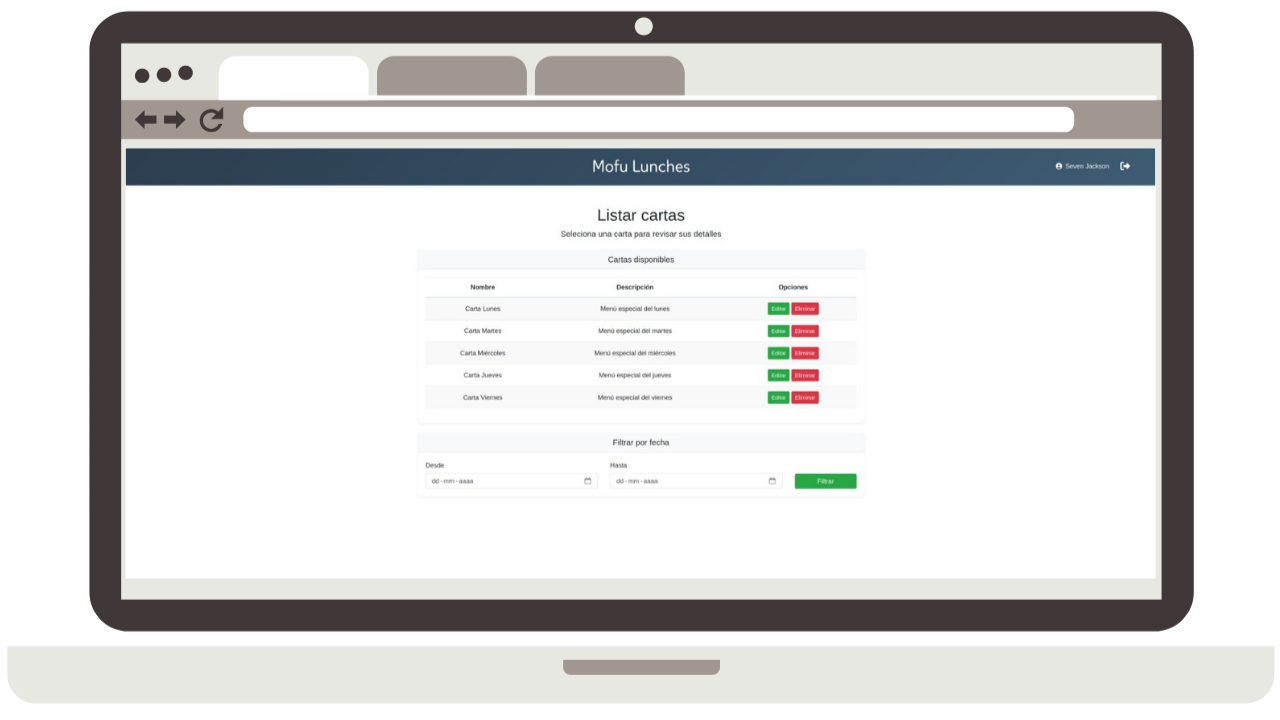 Mofu Lunches
Seven Jackson
Listar cartas
Seleciona una carta para revisar sus detalles
Cartas disponibles
Nombre Descripción Opciones
Carta Lunes Menú especial del lunes Editar Eliminar
Carta Martes Menú especial del martes Editar Eliminar
Carta Miércoles Menú especial del miércoles Editar Eliminar
Carta Jueves Menú especial del jueves Editar Eliminar
Carta Viernes Menú especial del viernes Editar Eliminar
Filtrar por fecha
Desde Hasta
dd-mm-aaaa dd-mm-aaaa Filtrar